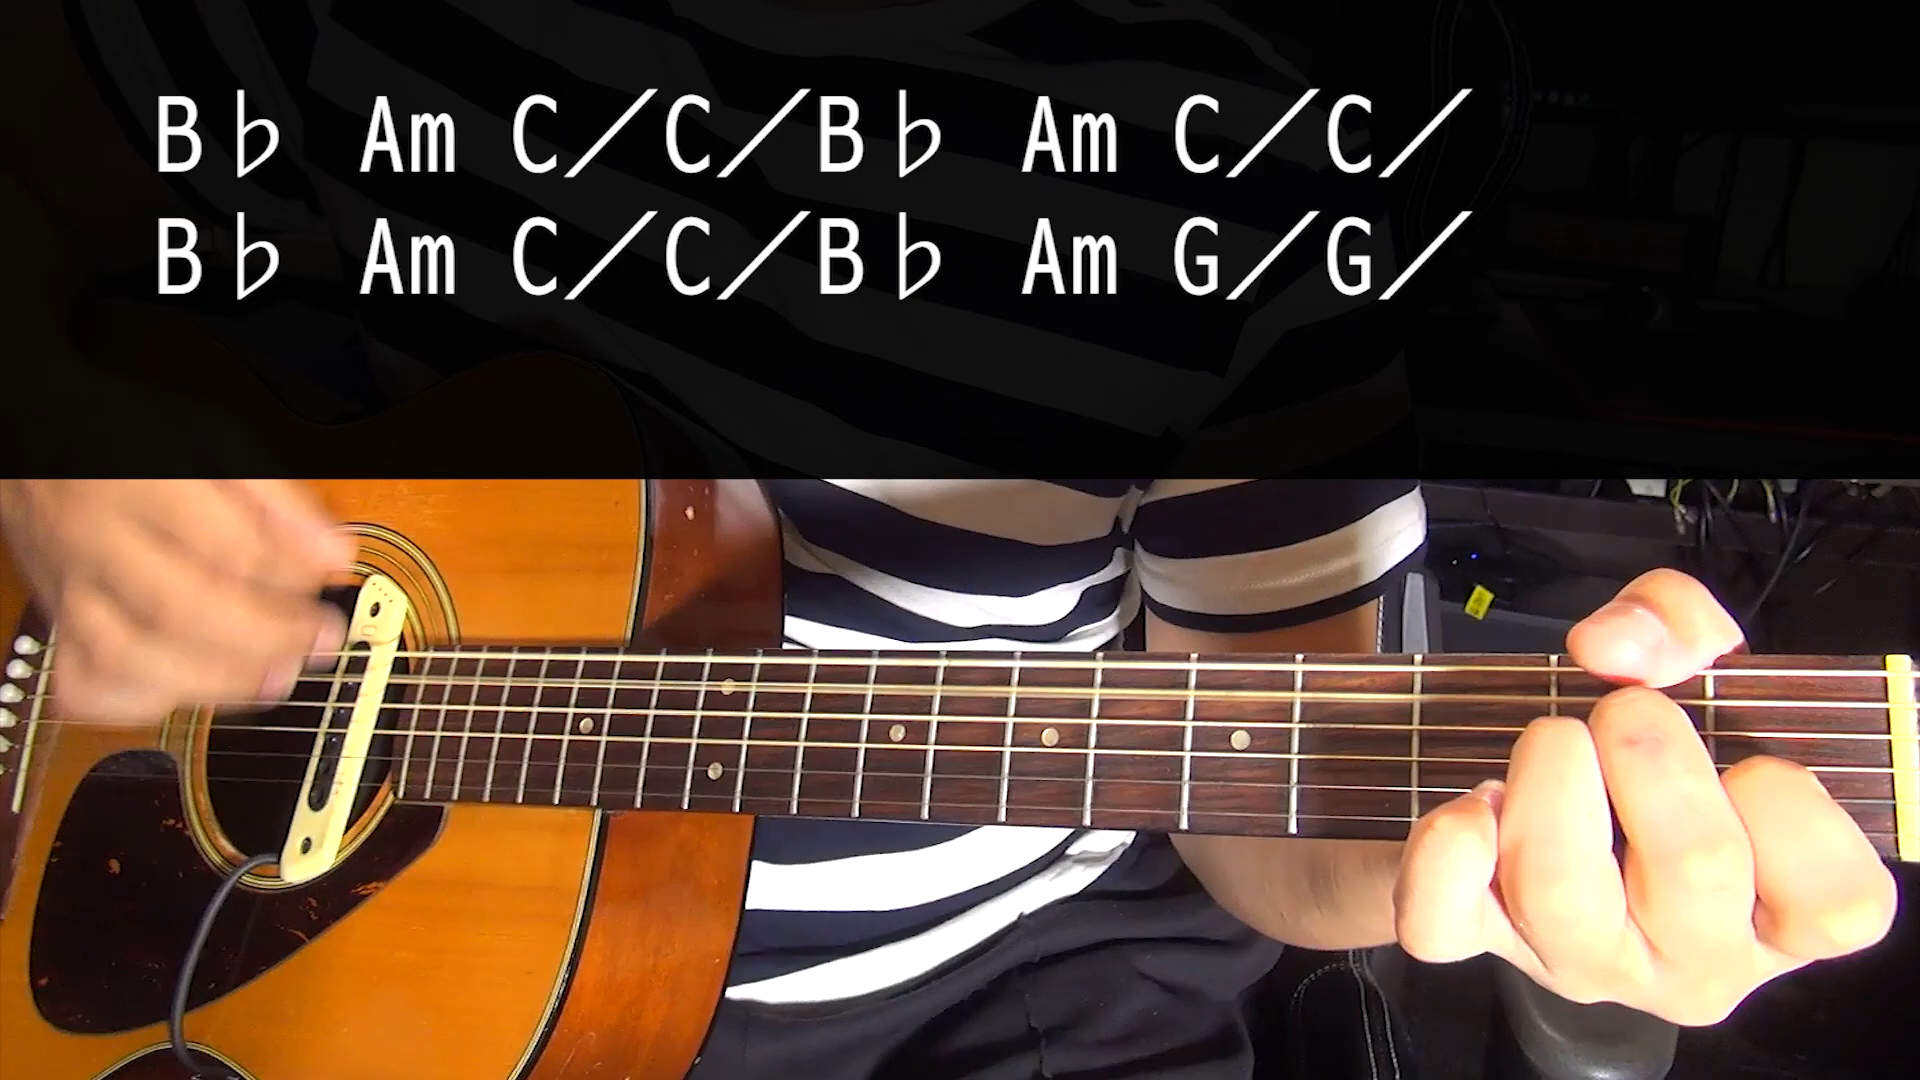 B♭ Am C/C/B♭ Am C/C/
B♭ Am C/C/B♭ Am G/G/